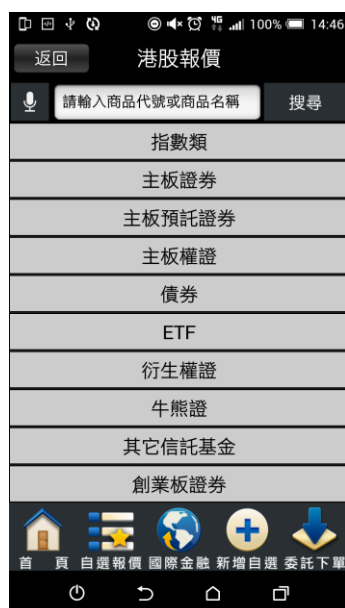 4G 100% 14:46
返回 港股報價
請輸入商品代號或商品名稱 搜尋
指數類
主板證券
主板預託證券
主板權證
債券
ETF
衍生權證
牛熊證
其它信託基金
創業板證券
首 頁 自選報價 國際金融 新增自選 委託下單